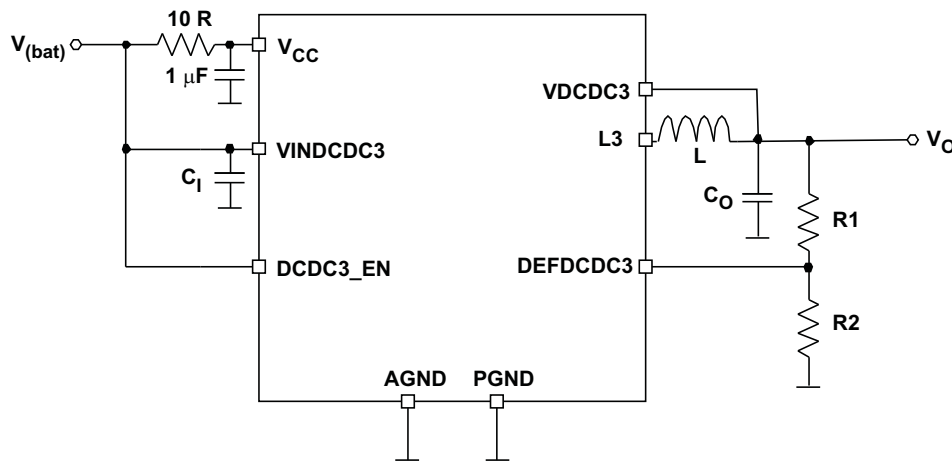 10 R
V(bat)
VCC
1 μF
VDCDC3
L3
L
VO
VINDCDC3
CI
CO
R1
DCDC3_EN
DEFDCDC3
R2
AGND
PGND